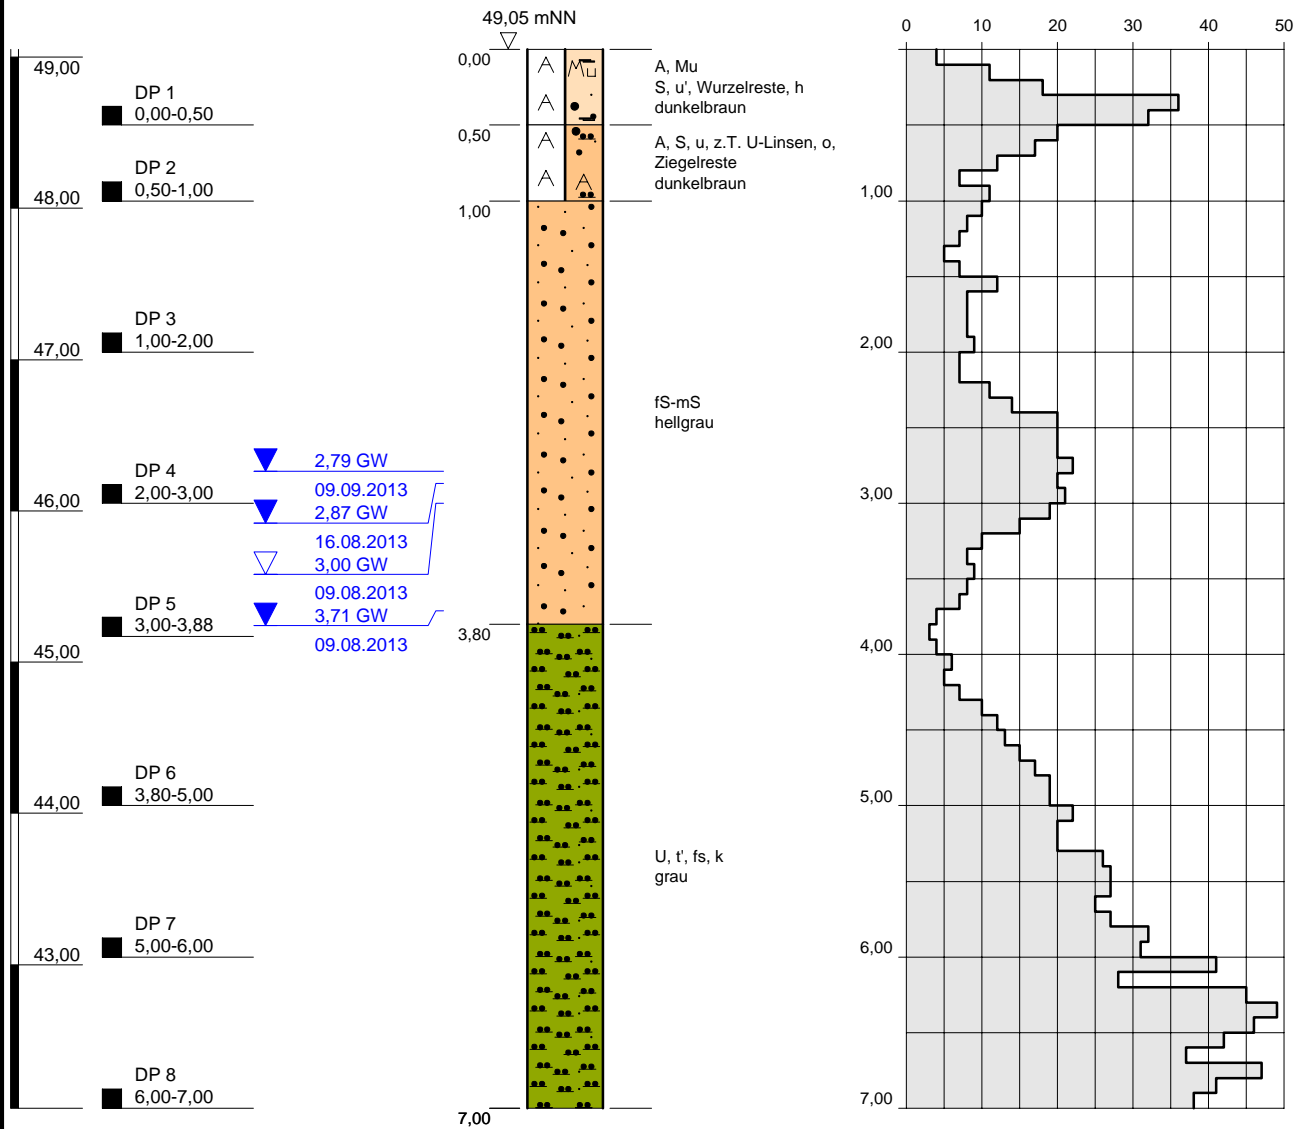 49,05 mNN
49,00
DP 1
0,00-0,50
DP 2
0,50-1,00
48,00
DP 3
1,00-2,00
47,00
DP 4
2,00-3,00
46,00
DP 5
3,00-3,88
45,00
DP 6
3,80-5,00
44,00
DP 7
5,00-6,00
43,00
DP 8
6,00-7,00
2,79 GW
09.09.2013
2,87 GW
16.08.2013
3,00 GW
09.08.2013
3,71 GW
09.08.2013
0,00
0,50
1,00
3,80
7,00
A
Mu
A
A
A
A
A, Mu
S, u', Wurzelreste, h
dunkelbraun
A, S, u, z.T. U-Linsen, o,
Ziegelreste
dunkelbraun
fS-mS
hellgrau
U, t', fs, k
grau
0 10 20 30 40 50
1,00
2,00
3,00
4,00
5,00
6,00
7,00